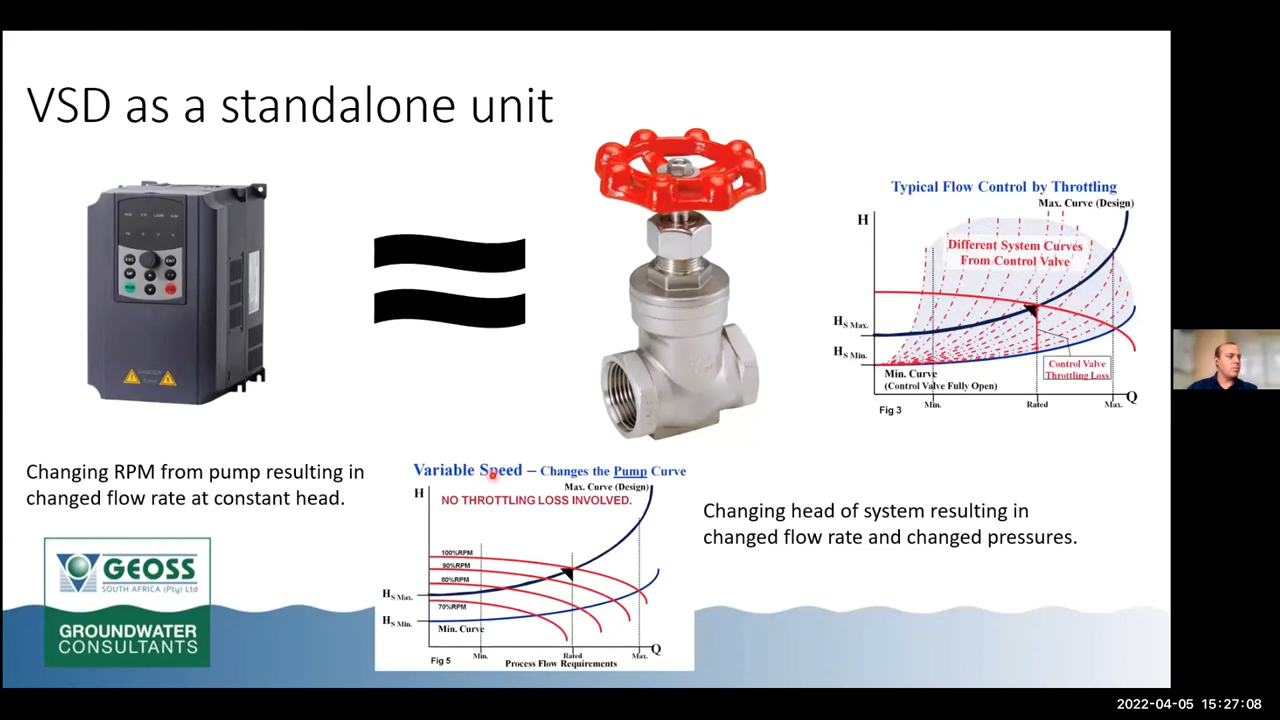 VSD as a standalone unit
Typical Flow Control by Throttling
Max. Curve (Design)
H
Different System Curves
From Control Valve
H S Max.
H S Min.
Control Valve
Throttling Loss
Min. Curve
(Control Valve Fully Open)
Min.
Rated
Max.
Q
Fig 3
Changing RPM from pump resulting in
changed flow rate at constant head.
Variable Speed – Changes the Pump Curve
Max. Curve (Design)
H
NO THROTTLING LOSS INVOLVED.
100%RPM
90%RPM
80%RPM
H S Max.
70%RPM
H S Min.
Min. Curve
Min.
Rated
Max.
Q
Fig 5
Process Flow Requirements
Changing head of system resulting in
changed flow rate and changed pressures.
GEOSS
SOUTH AFRICA (Pty) Ltd
GROUNDWATER
CONSULTANTS
2022-04-05 15:27:08